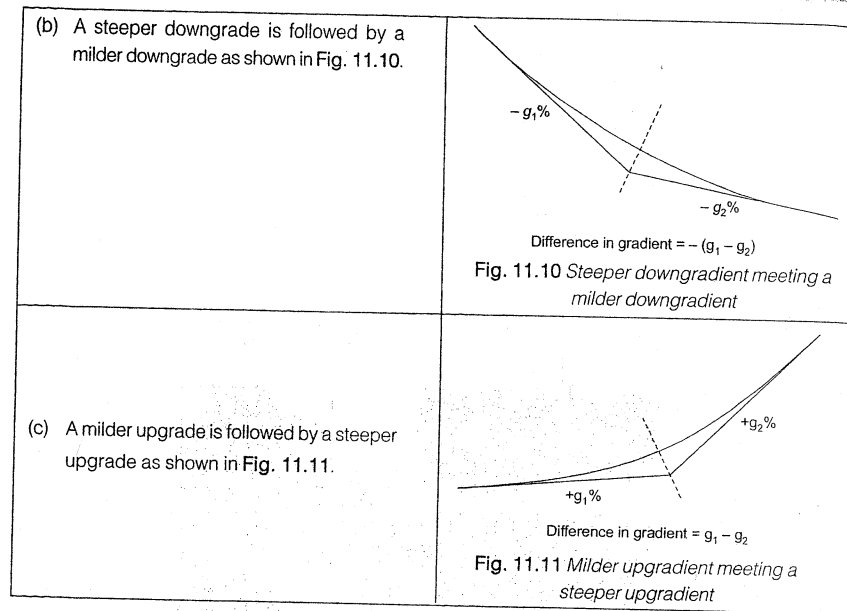 (b) A steeper downgrade is followed by a
milder downgrade as shown in Fig. 11.10.
– g₁%
– g₂%
Difference in gradient = – (g₁ – g₂)
Fig. 11.10 Steeper downgradient meeting a
milder downgradient
(c) A milder upgrade is followed by a steeper
upgrade as shown in Fig. 11.11.
+g₂%
+g₁%
Difference in gradient = g₁ – g₂
Fig. 11.11 Milder upgradient meeting a
steeper upgradient